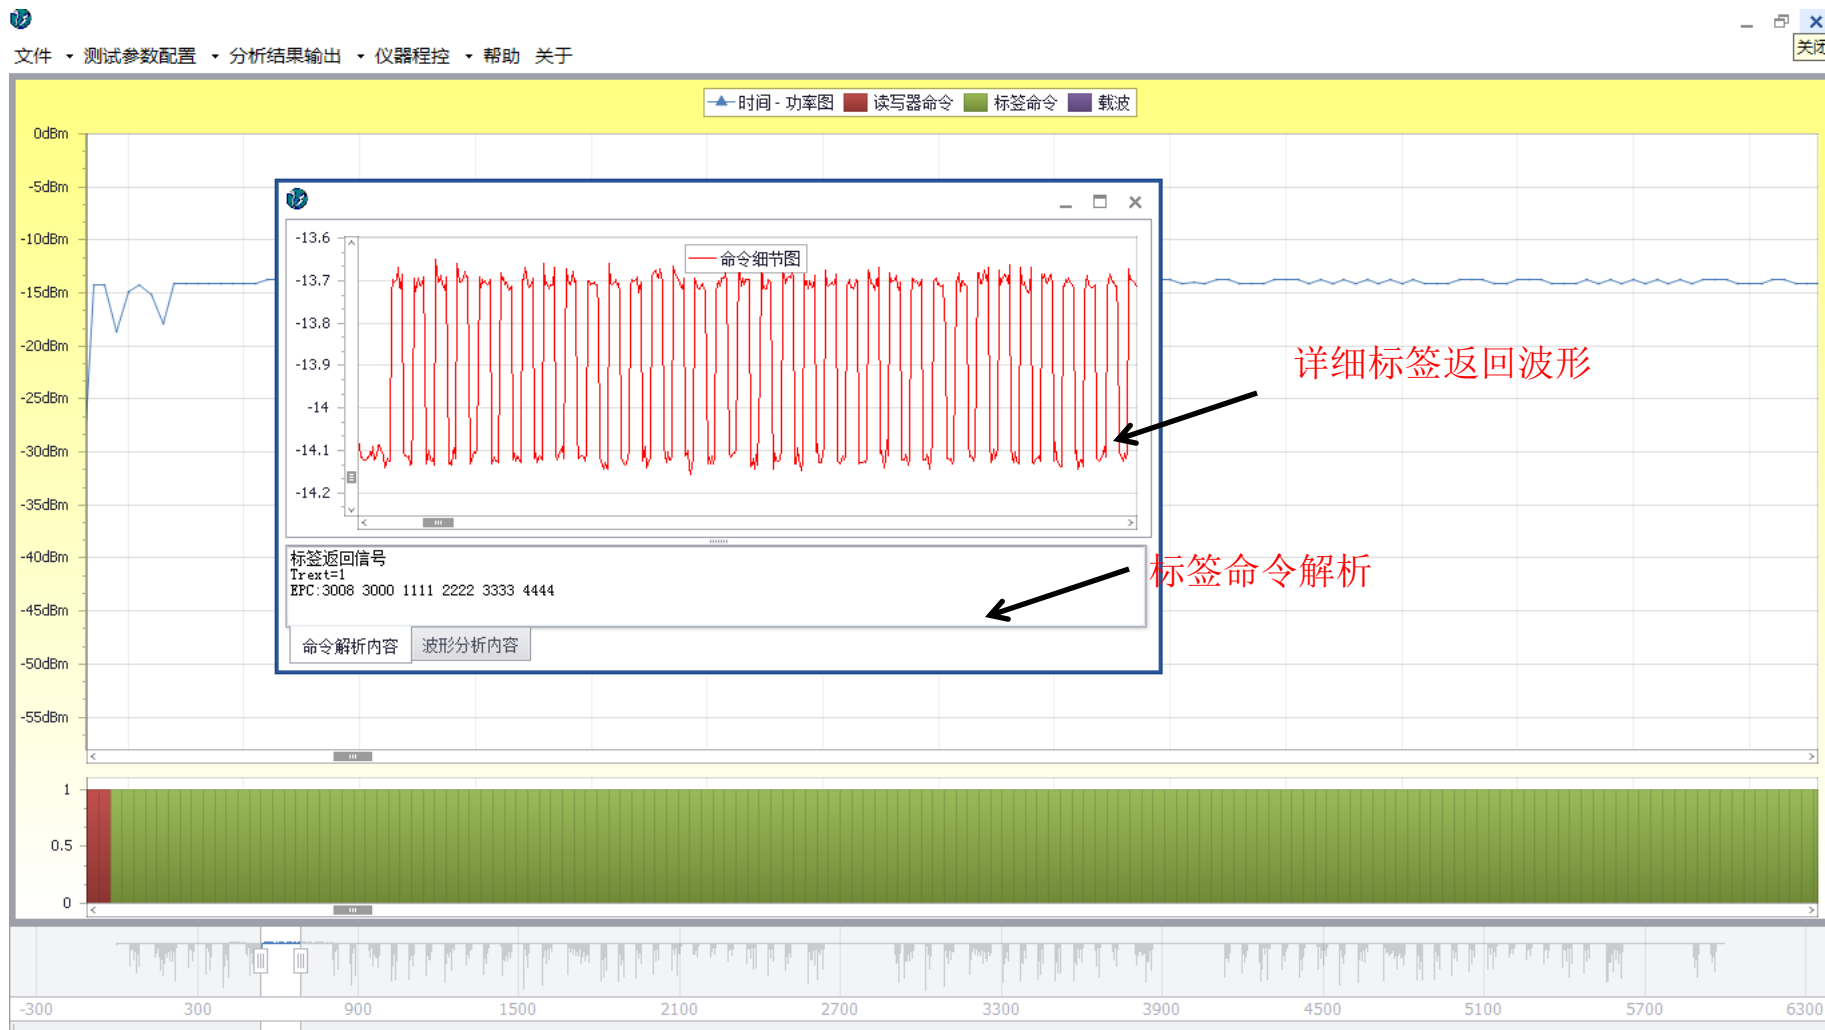 关闭
文件 测试参数配置 分析结果输出 仪器程控 帮助 关于
时间 - 功率图 读写器命令 标签命令 载波
0dBm
-5dBm
-10dBm
-15dBm
-20dBm
-25dBm
-30dBm
-35dBm
-40dBm
-45dBm
-50dBm
-55dBm
命令细节图
-13.6
-13.7
-13.8
-13.9
-14
-14.1
-14.2
详细标签返回波形
标签返回信号
Trext=1
EPC:3008 3000 1111 2222 3333 4444
标签命令解析
命令解析内容 波形分析内容
1
0.5
0
-300 300 900 1500 2100 2700 3300 3900 4500 5100 5700 6300